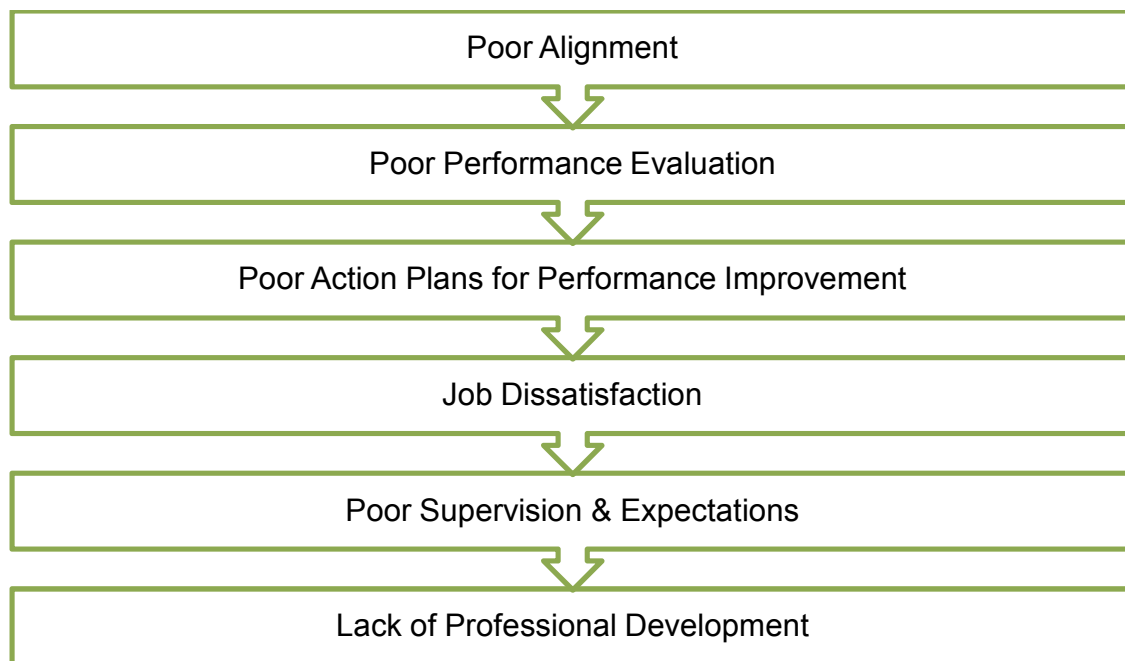 Poor Alignment
Poor Performance Evaluation
Poor Action Plans for Performance Improvement
Job Dissatisfaction
Poor Supervision & Expectations
Lack of Professional Development